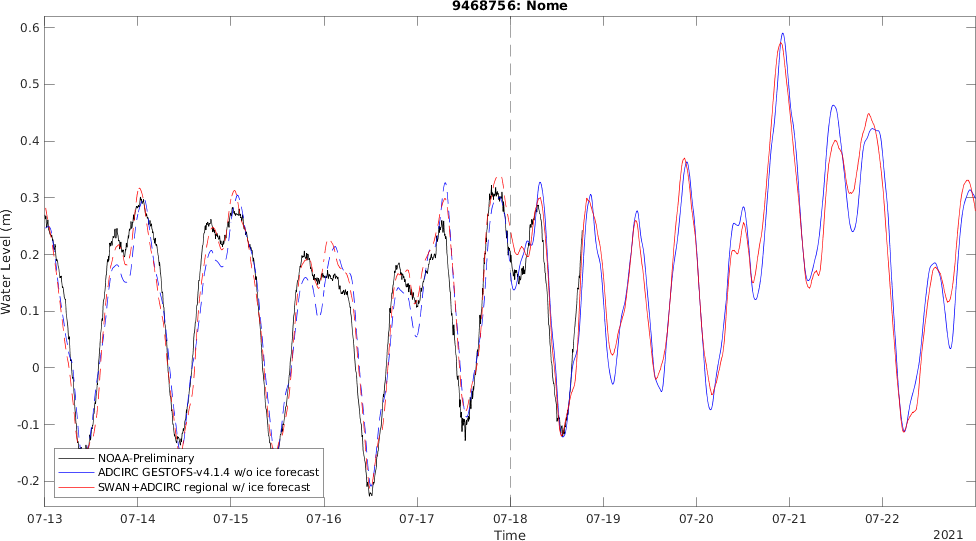 9468756: Nome
0.6
0.5
0.4
0.3
0.2
0.1
0
-0.1
-0.2
Water Level (m)
NOAA-Preliminary
ADCIRC GESTOFS-v4.1.4 w/o ice forecast
SWAN+ADCIRC regional w/ ice forecast
07-13 07-14 07-15 07-16 07-17 07-18 07-19 07-20 07-21 07-22
Time
2021